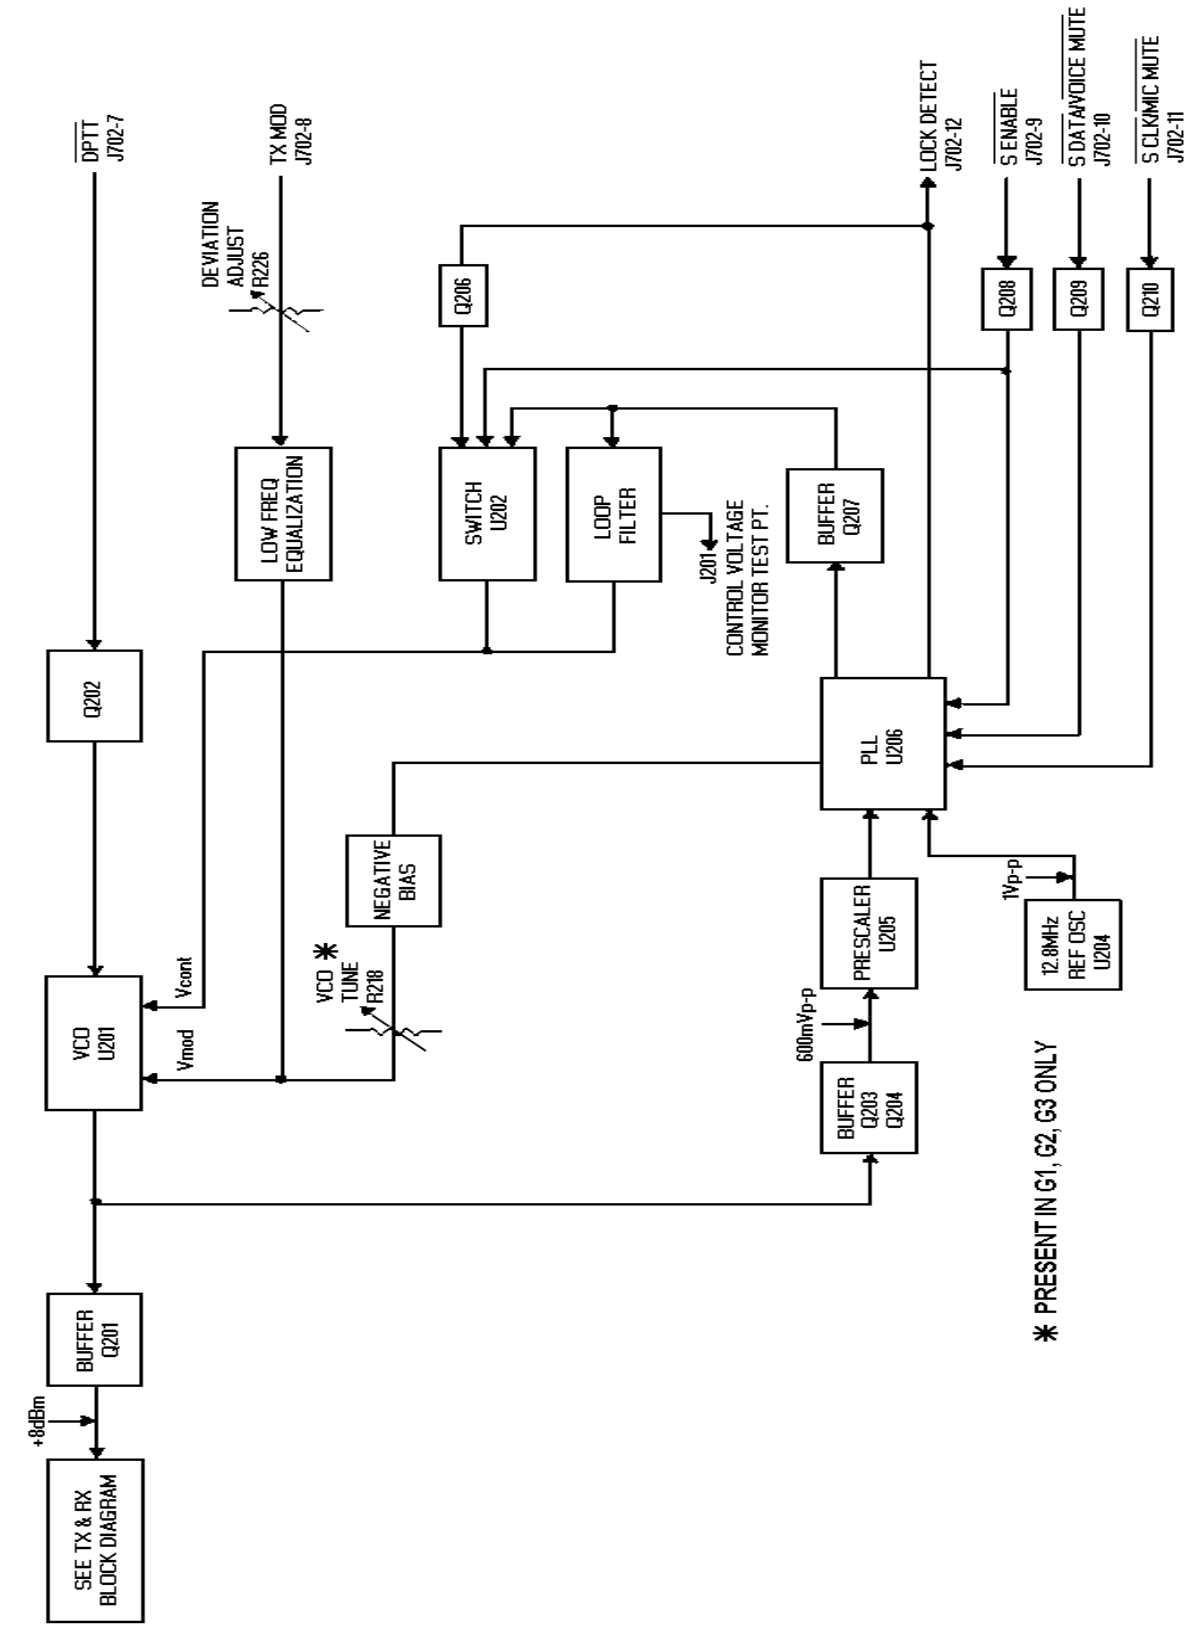 DPTT
J702-7
TX MOD
J702-8
DEVIATION
ADJUST
R226
LOCK DETECT
J702-12
S ENABLE
J702-9
S DATA/VOICE MUTE
J702-10
S CLK/MIC MUTE
J702-11
Q206
Q208
Q209
Q210
LOW FREQ
EQUALIZATION
SWITCH
U202
LOOP
FILTER
BUFFER
Q207
J201
CONTROL VOLTAGE
MONITOR TEST PT.
Q202
PLL
U206
NEGATIVE
BIAS
VCO *
TUNE
R218
VCO
U201
Vcont
Vmod
PRESCALER
U205
1Vp-p
12.8MHz
REF OSC
U204
600mVp-p
BUFFER
Q203
Q204
BUFFER
Q201
+8dBm
SEE TX & RX
BLOCK DIAGRAM
* PRESENT IN G1, G2, G3 ONLY